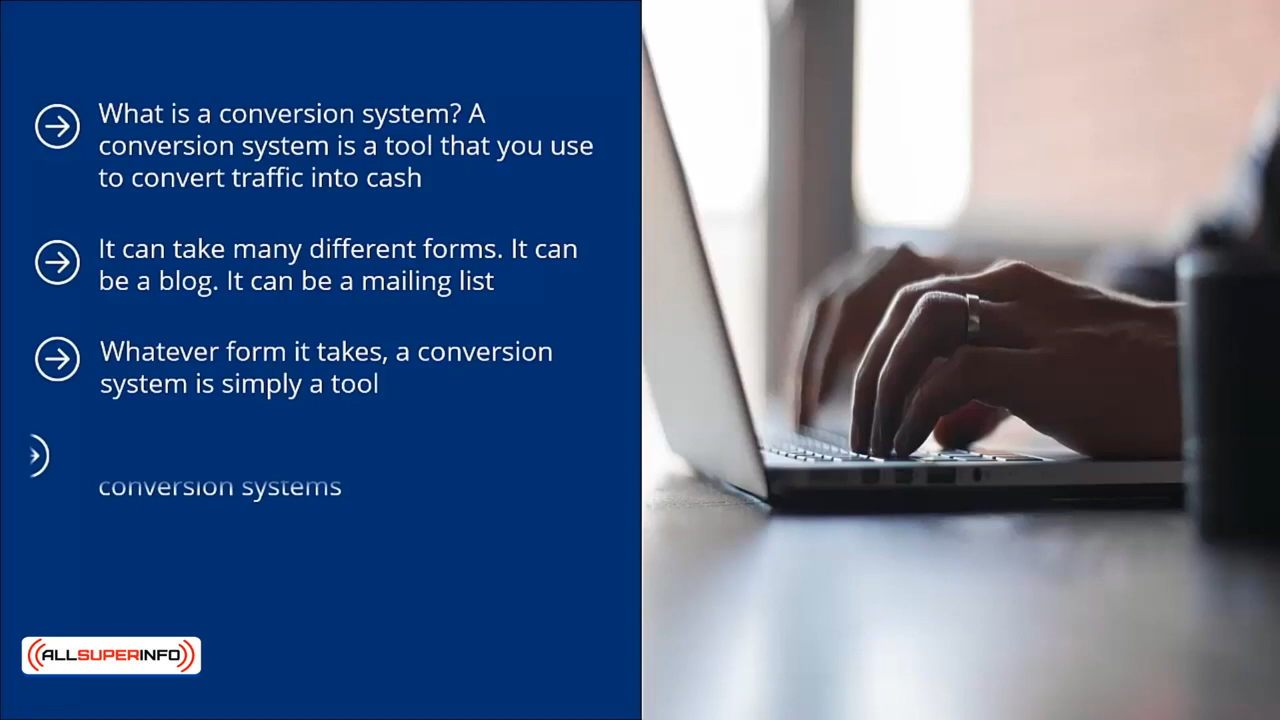 What is a conversion system? A
conversion system is a tool that you use
to convert traffic into cash
It can take many different forms. It can
be a blog. It can be a mailing list
Whatever form it takes, a conversion
system is simply a tool
conversion systems
ALLSUPERINFO